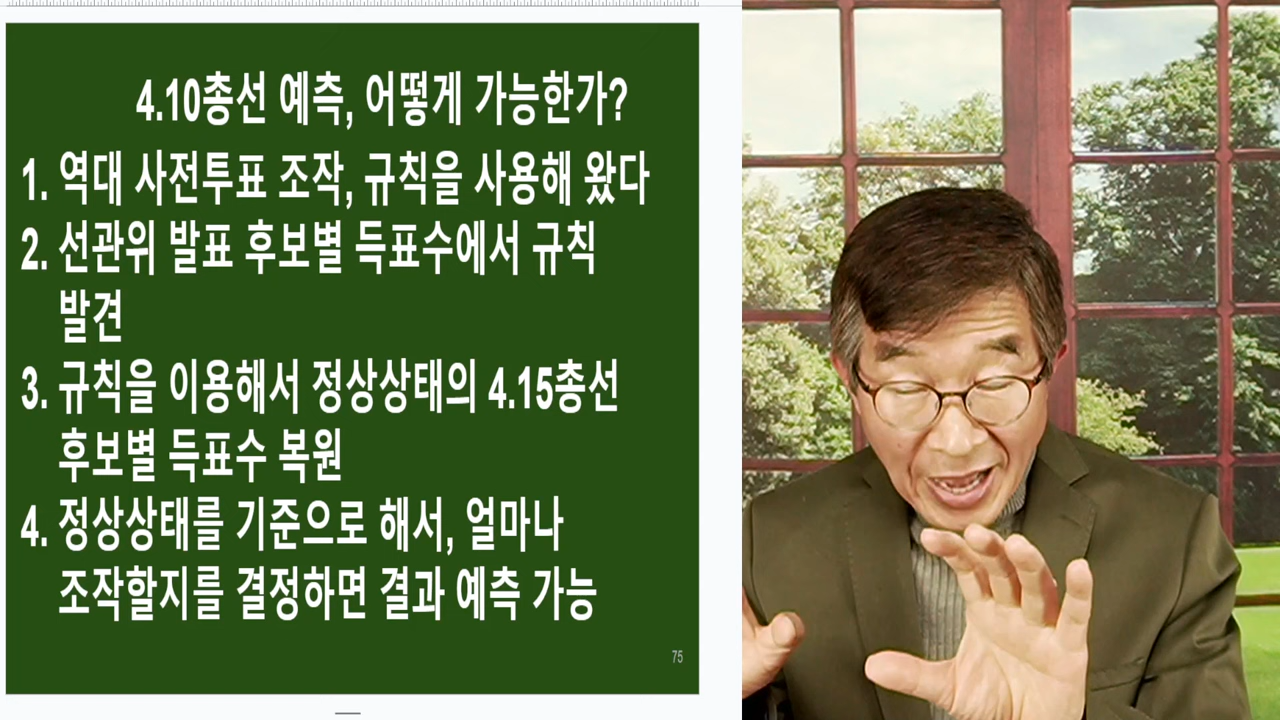 4.10총선 예측, 어떻게 가능한가?
1. 역대 사전투표 조작, 규칙을 사용해 왔다
2. 선관위 발표 후보별 득표수에서 규칙
발견
3. 규칙을 이용해서 정상상태의 4.15총선
후보별 득표수 복원
4. 정상상태를 기준으로 해서, 얼마나
조작할지를 결정하면 결과 예측 가능
75